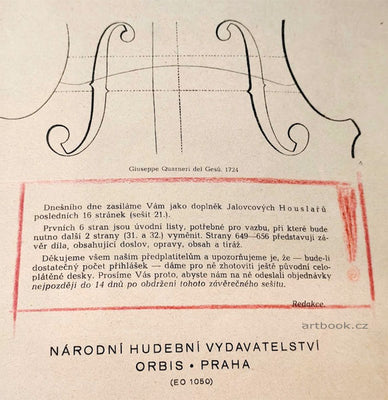 Giuseppe Quarneri del Gesù. 1724
Dnešního dne zasíláme Vám jako doplněk Jalovcových Houslařů
posledních 16 stránek (sešit 21.).
Prvních 6 stran jsou úvodní listy, potřebné pro vazbu, při které bude
nutno další 2 strany (31. a 32.) vyměnit. Strany 649—656 představují zá-
věr díla, obsahující doslov, opravy, obsah a tiráž.
Děkujeme všem našim předplatitelům a upozorňujeme je, že — bude-li
dostatečný počet přihlášek — dáme pro ně zhotoviti ještě původní celo-
plátěné desky. Prosíme Vás proto, abyste nám na ně odeslali objednávky
nejpozději do 14 dnů po obdržení tohoto závěrečného sešitu.
Redakce.
artbook.cz
NÁRODNÍ HUDEBNÍ VYDAVATELSTVÍ
ORBIS • PRAHA
(EO 1050)